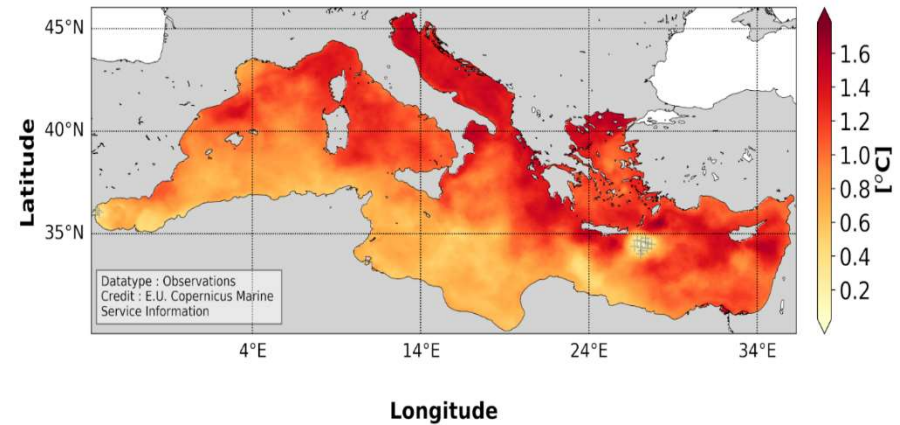 45°N
40°N
35°N
Latitude
Datatype : Observations
Credit : E.U. Copernicus Marine
Service Information
4°E
14°E
24°E
34°E
Longitude
1.6
1.4
1.2
1.0
0.8
0.6
0.4
0.2
[°C]